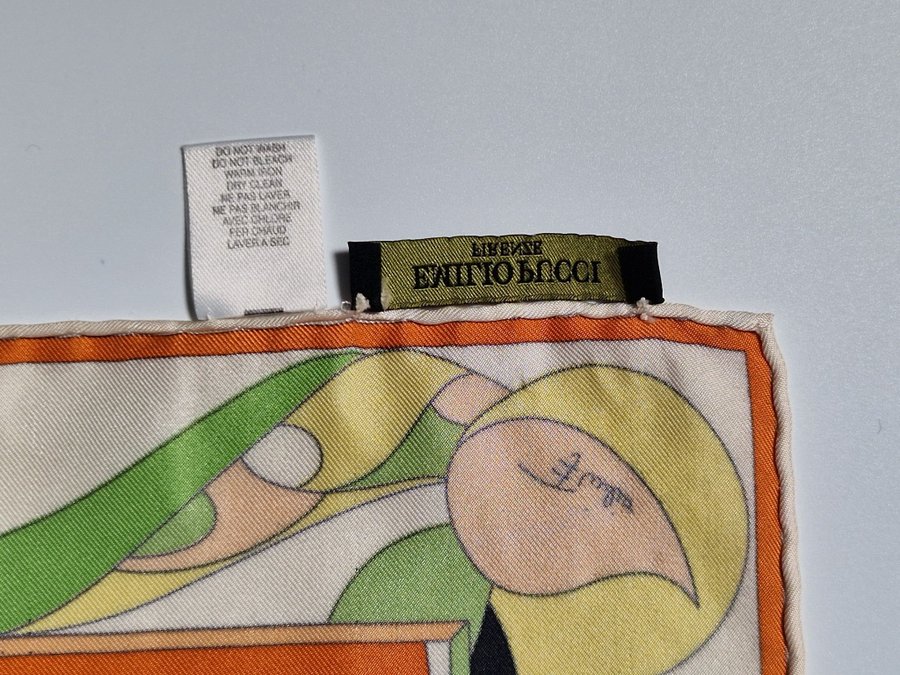 DO NOT WASH
DO NOT BLEACH
WARM IRON
DRY CLEAN
NE PAS LAVER
NE PAS BLANCHIR
AVEC CHLORE
FER CHAUD
LAVER A SEC
EMILIO PUCCI
FIRENZE
Emilio